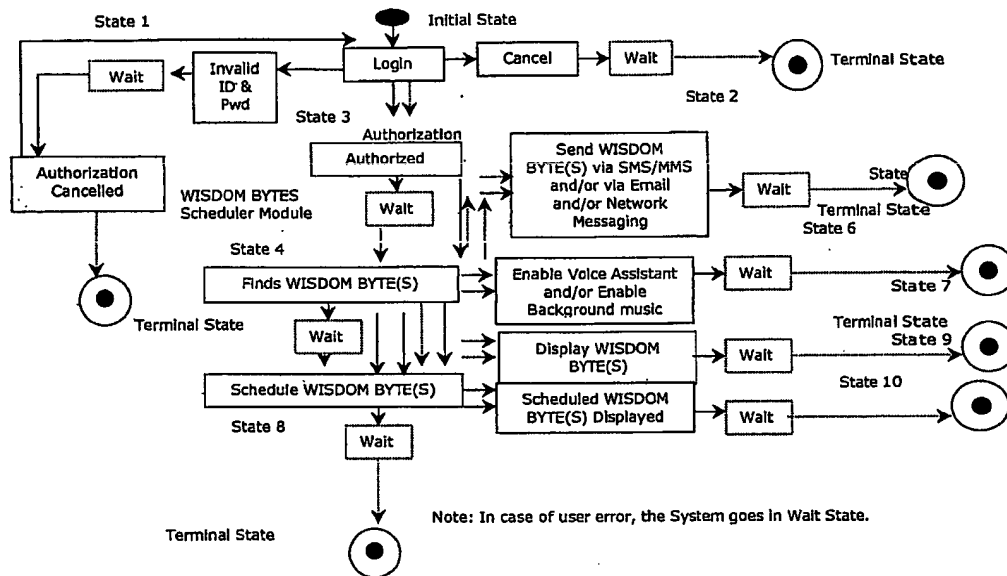 State 1
Initial State
Login
Cancel
Wait
Terminal State
Wait
Invalid
ID &
Pwd
State 2
State 3
Authorization
Authorized
Authorization
Cancelled
WISDOM BYTES
Scheduler Module
Wait
Send WISDOM
BYTE(S) via SMS/MMS
and/or via Email
and/or Network
Messaging
Wait
State
Terminal State
State 6
State 4
Finds WISDOM BYTE(S)
Enable Voice Assistant
and/or Enable
Background music
Wait
State 7
Terminal State
Wait
Display WISDOM
BYTE(S)
Wait
Terminal State
State 9
Schedule WISDOM BYTE(S)
Scheduled WISDOM
BYTE(S) Displayed
Wait
State 10
State 8
Wait
Terminal State
Note: In case of user error, the System goes in Wait State.